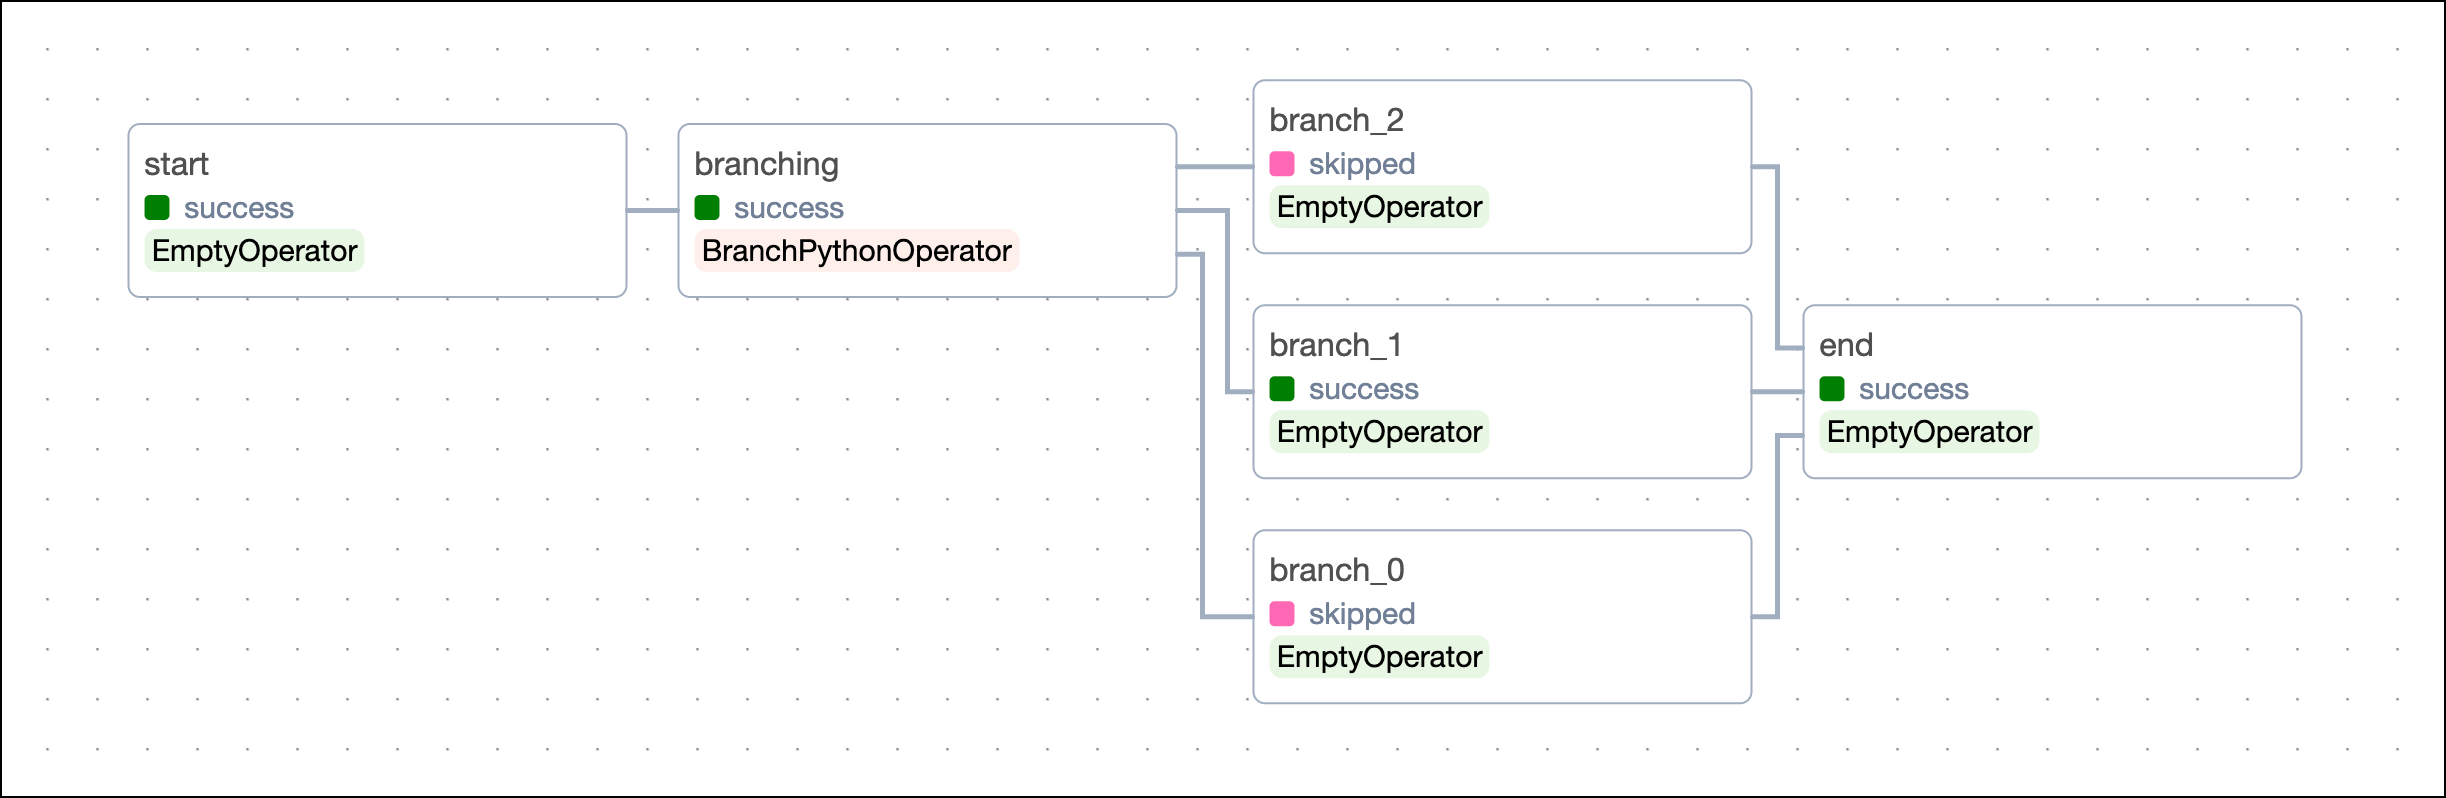 start
success
EmptyOperator
branching
success
BranchPythonOperator
branch_2
skipped
EmptyOperator
branch_1
success
EmptyOperator
branch_0
skipped
EmptyOperator
end
success
EmptyOperator